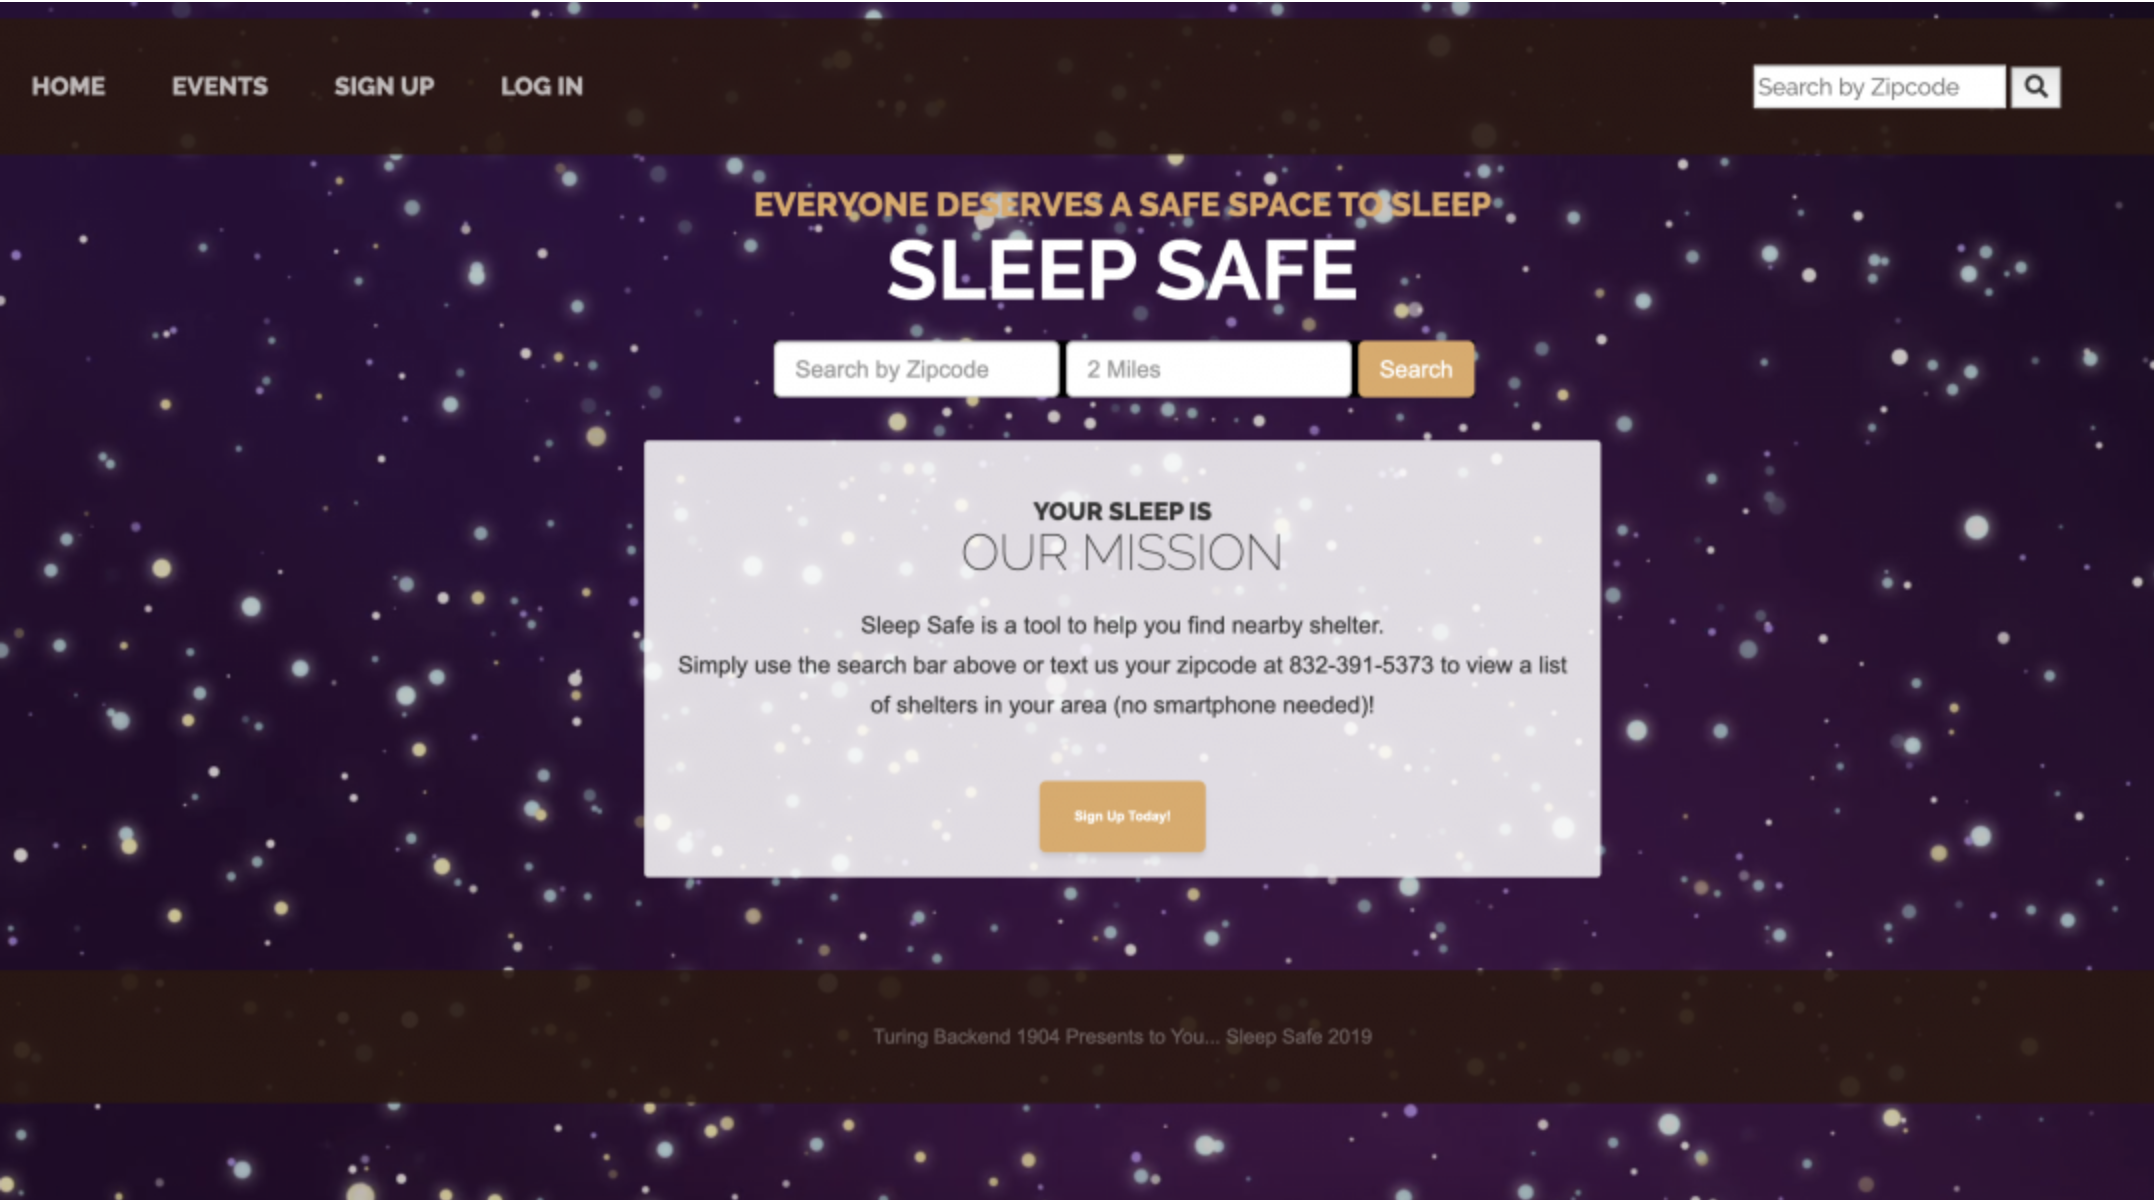 HOME EVENTS SIGN UP LOG IN Search by Zipcode
EVERYONE DESERVES A SAFE SPACE TO SLEEP
SLEEP SAFE
Search by Zipcode 2 Miles Search
YOUR SLEEP IS
OUR MISSION
Sleep Safe is a tool to help you find nearby shelter.
Simply use the search bar above or text us your zipcode at 832-391-5373 to view a list
of shelters in your area (no smartphone needed)!
Sign Up Today!
Turing Backend 1904 Presents to You... Sleep Safe 2019